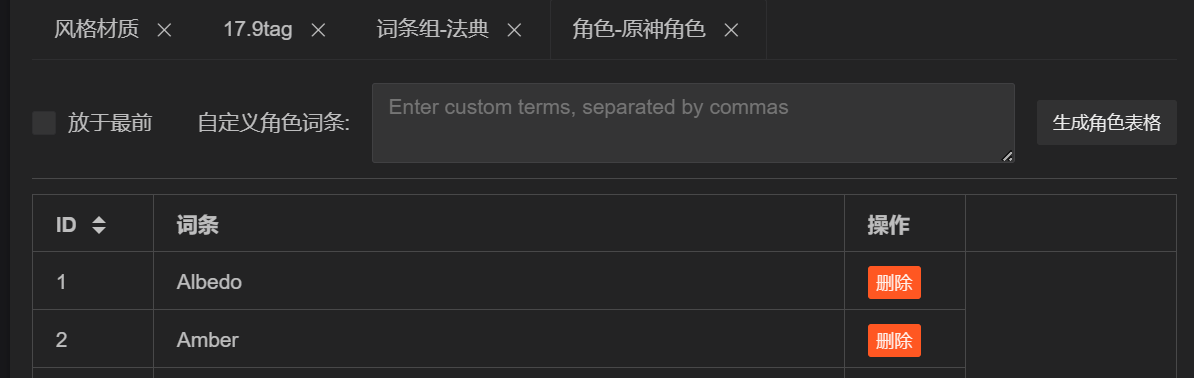 风格材质 17.9tag 词条组-法典 角色-原神角色
放于最前 自定义角色词条: Enter custom terms, separated by commas 生成角色表格
ID 词条 操作
1 Albedo 删除
2 Amber 删除